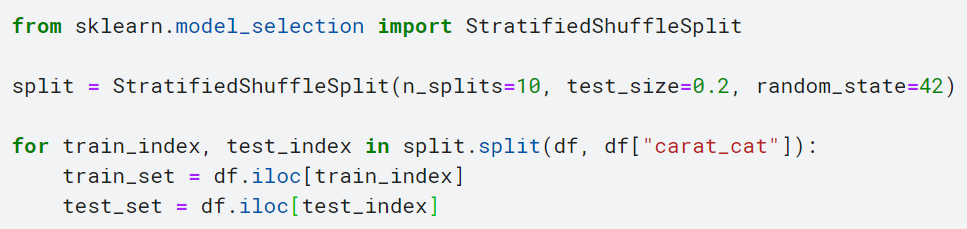 from sklearn.model_selection import StratifiedShuffleSplit
split = StratifiedShuffleSplit(n_splits=10, test_size=0.2, random_state=42)
for train_index, test_index in split.split(df, df["carat_cat"]):
    train_set = df.iloc[train_index]
    test_set = df.iloc[test_index]